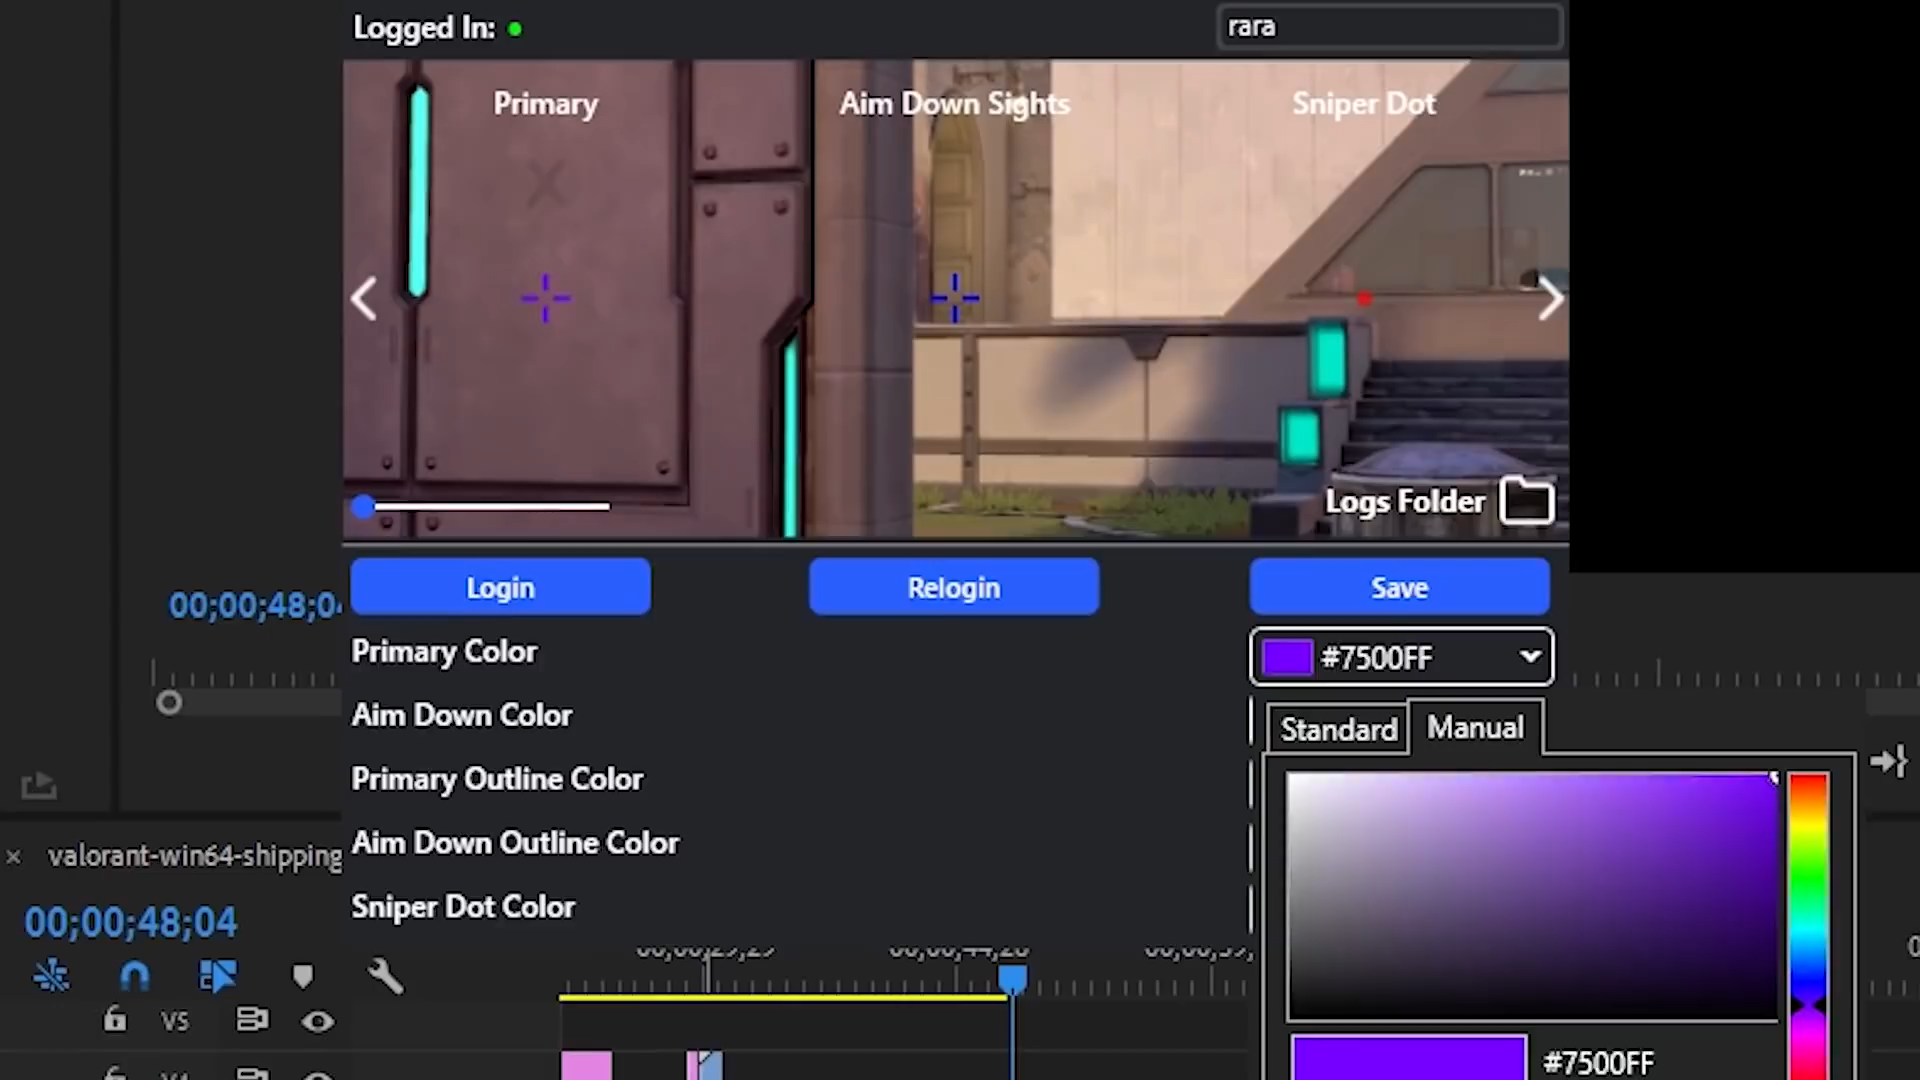 Logged In:
rara
Primary
Aim Down Sights
Sniper Dot
Logs Folder
Login
Relogin
Save
00;00;48;04
Primary Color
#7500FF
Aim Down Color
Standard
Manual
Primary Outline Color
Aim Down Outline Color
valorant-win64-shipping
Sniper Dot Color
00;00;48;04
V5
#7500FF